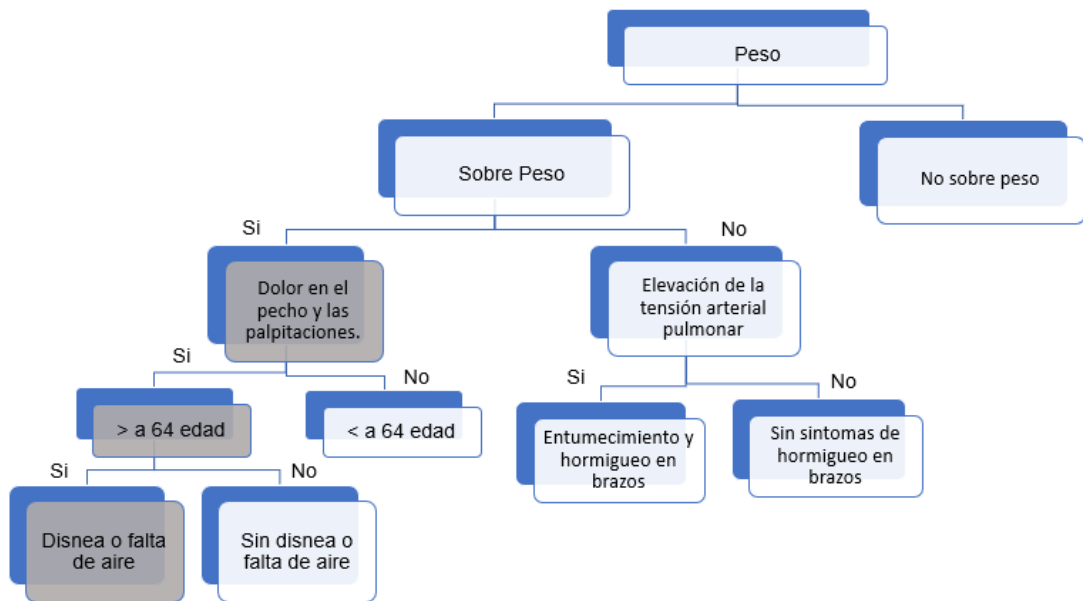 Peso
Sobre Peso
No sobre peso
Si
No
Dolor en el
pecho y las
palpitaciones.
Elevación de la
tensión arterial
pulmonar
Si
No
Si
No
> a 64 edad
< a 64 edad
Entumecimiento y
hormigueo en
brazos
Sin sintomas de
hormigueo en
brazos
Si
No
Disnea o falta
de aire
Sin disnea o
falta de aire